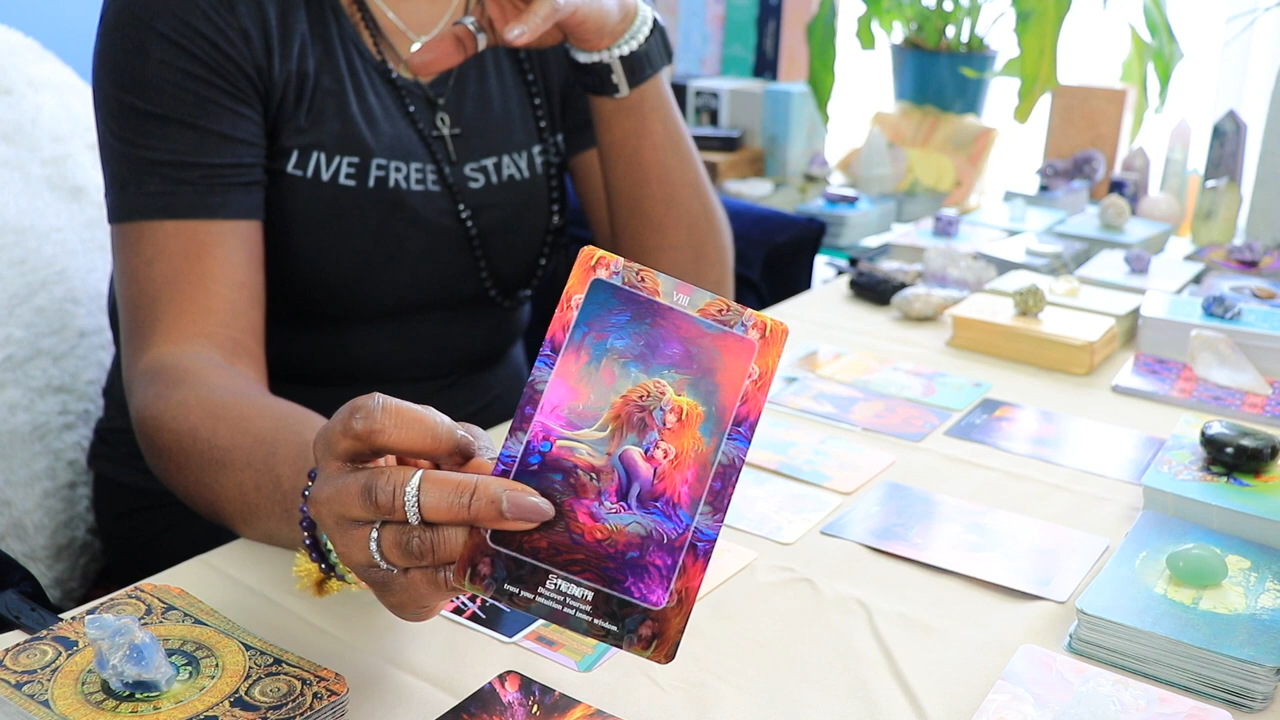 LIVE FREE STAY F
VIII
STRENGTH
Discover Yourself.
trust your intuition and inner wisdom.